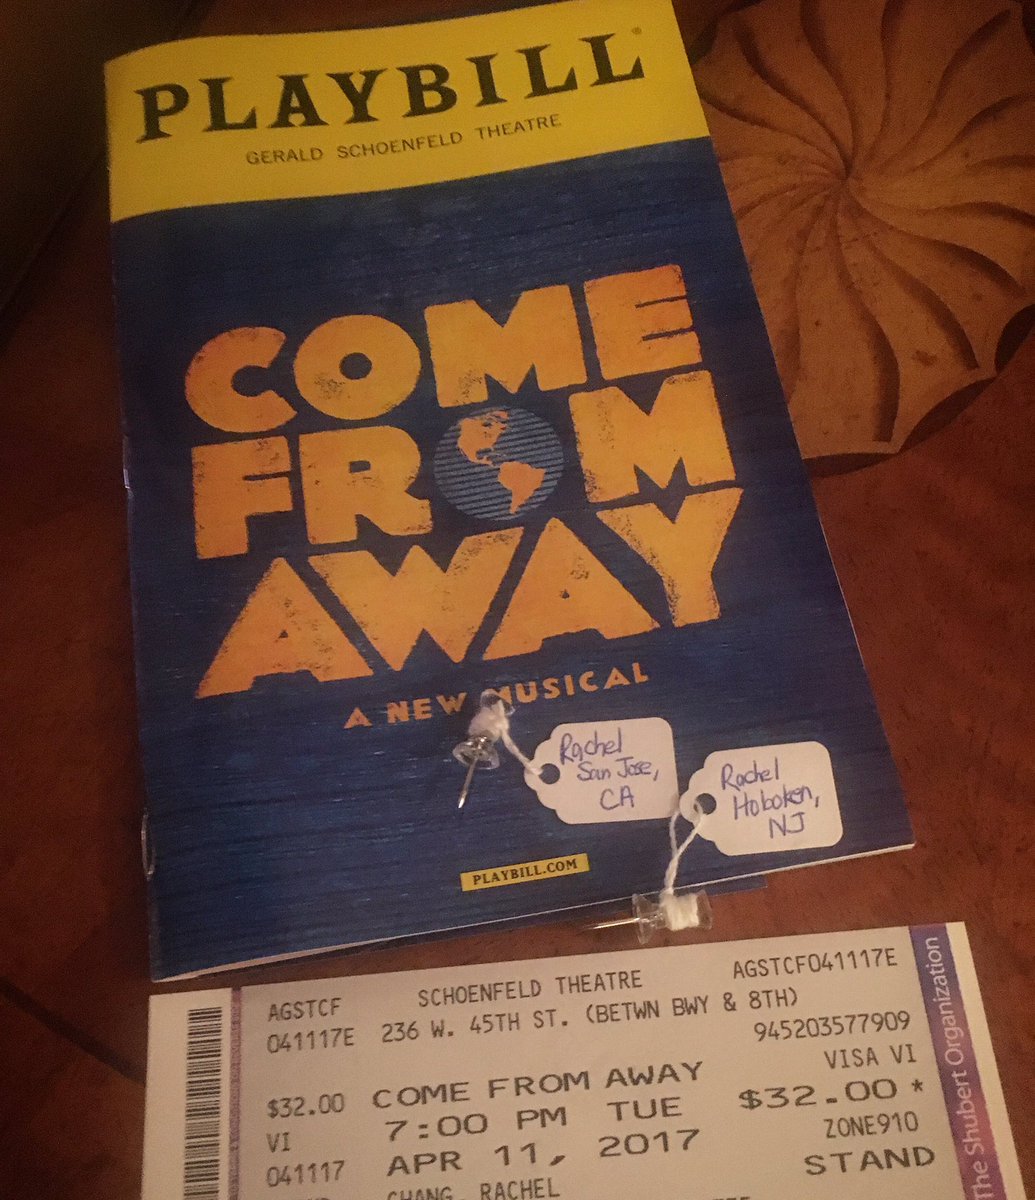 PLAYBILL®
GERALD SCHOENFELD THEATRE
COME
FROM
AWAY
A NEW MUSICAL
Rachel
San Jose,
CA
Rachel
Hoboken,
NJ
PLAYBILL.COM
AGSTCF SCHOENFELD THEATRE AGSTCF041117E
041117E 236 W. 45TH ST. (BETWN BWY & 8TH) 945203577909
VISA VI
$32.00 COME FROM AWAY $32.00 *
VI 7:00 PM TUE ZONE910
041117 APR 11, 2017 STAND
CHANG, RACHEL
The Shubert Organization